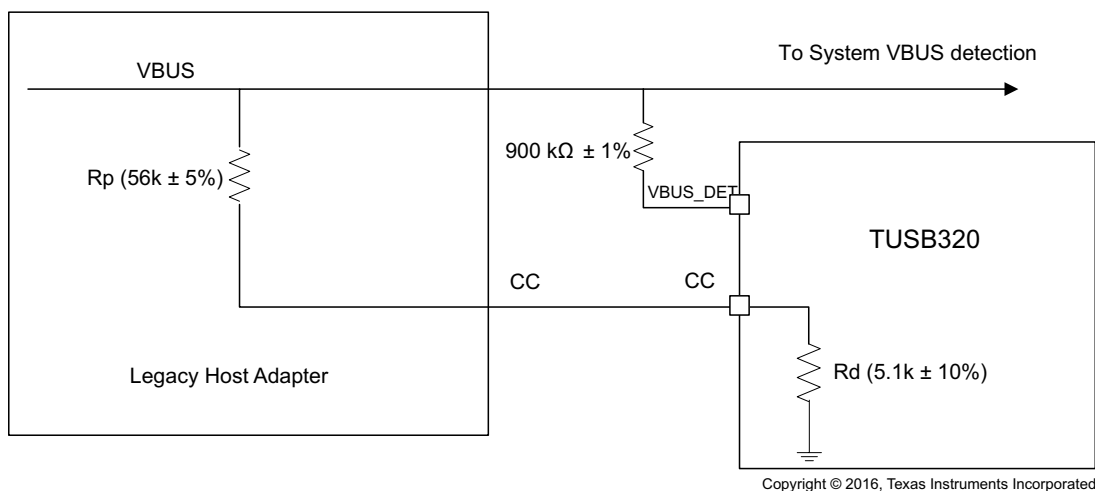 To System VBUS detection
VBUS
900 kΩ ± 1%
Rp (56k ± 5%)
VBUS_DET
TUSB320
CC
CC
Legacy Host Adapter
Rd (5.1k ± 10%)
Copyright © 2016, Texas Instruments Incorporated